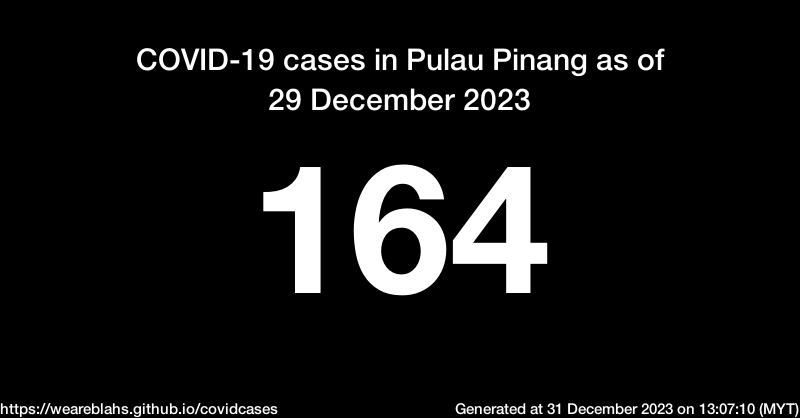 COVID-19 cases in Pulau Pinang as of
29 December 2023
164
https://weareblahs.github.io/covidcases
Generated at 31 December 2023 on 13:07:10 (MYT)